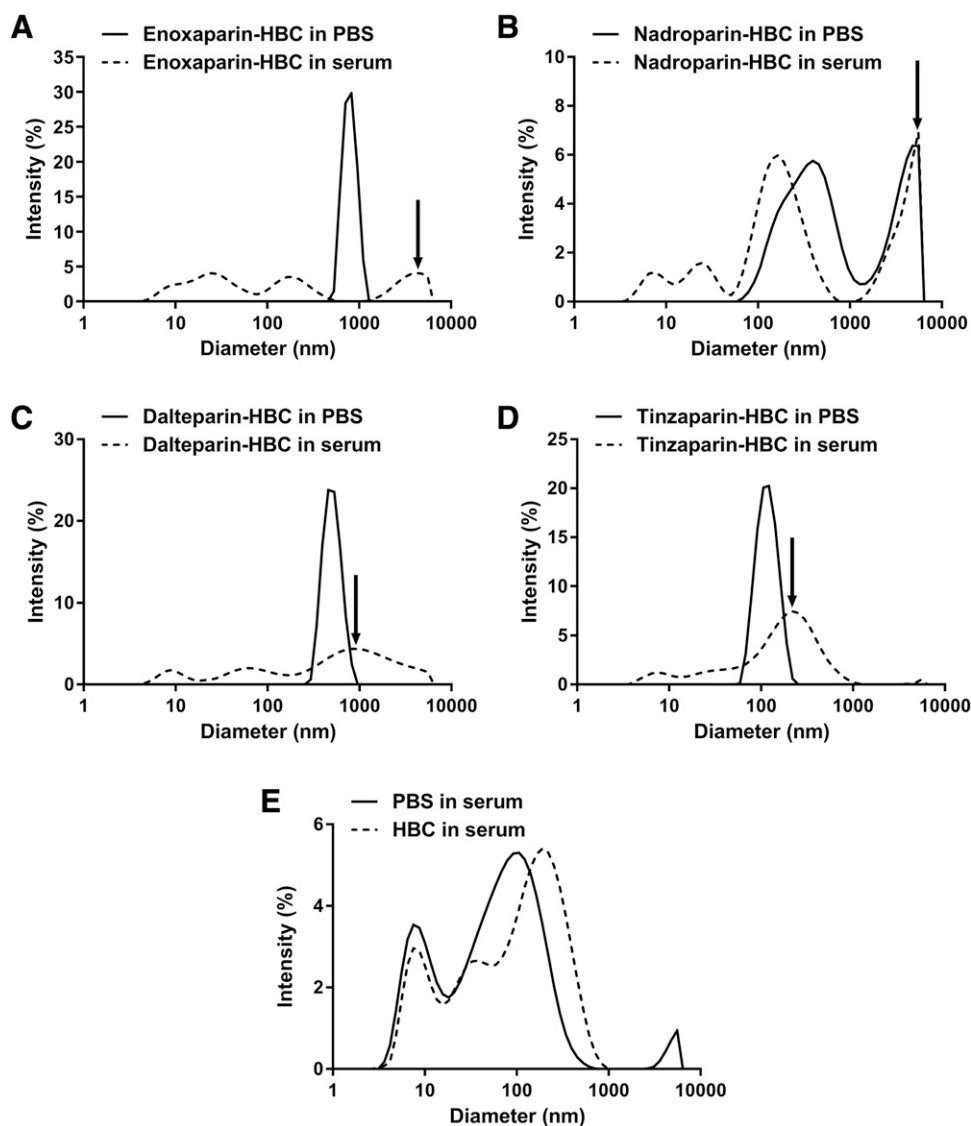 A
Enoxaparin-HBC in PBS
Enoxaparin-HBC in serum
Intensity (%)
35
30
25
20
15
10
5
0
1 10 100 1000 10000
Diameter (nm)
B
Nadroparin-HBC in PBS
Nadroparin-HBC in serum
Intensity (%)
10
8
6
4
2
0
1 10 100 1000 10000
Diameter (nm)
C
Dalteparin-HBC in PBS
Dalteparin-HBC in serum
Intensity (%)
30
20
10
0
1 10 100 1000 10000
Diameter (nm)
D
Tinzaparin-HBC in PBS
Tinzaparin-HBC in serum
Intensity (%)
25
20
15
10
5
0
1 10 100 1000 10000
Diameter (nm)
E
PBS in serum
HBC in serum
Intensity (%)
6
4
2
0
1 10 100 1000 10000
Diameter (nm)